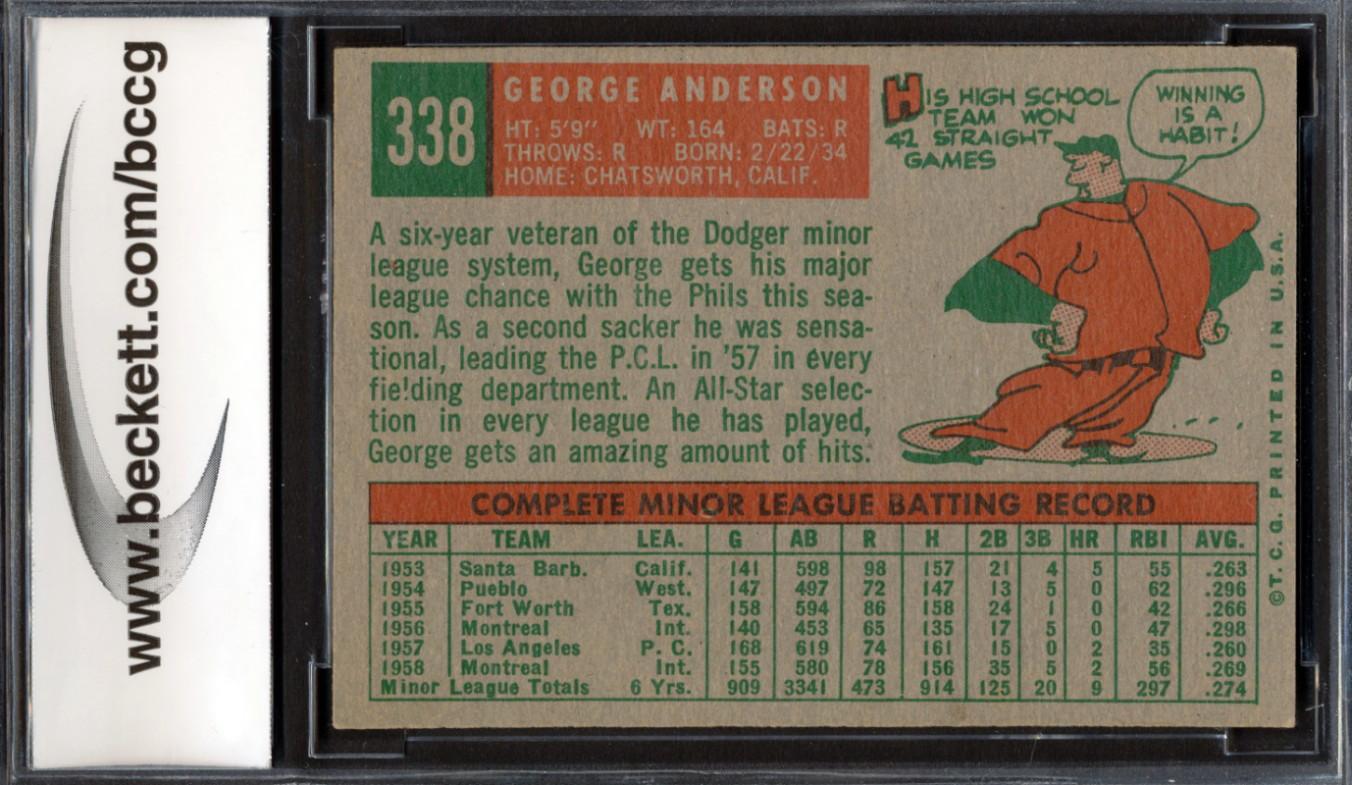 www.beckett.com/bccg
338
GEORGE ANDERSON
HT: 5'9" WT: 164 BATS: R
THROWS: R BORN: 2/22/34
HOME: CHATSWORTH, CALIF.
HIS HIGH SCHOOL
TEAM WON
42 STRAIGHT
GAMES
WINNING
IS A
HABIT!
A six-year veteran of the Dodger minor
league system, George gets his major
league chance with the Phils this sea-
son. As a second sacker he was sensa-
tional, leading the P.C.L. in '57 in every
fielding department. An All-Star selec-
tion in every league he has played,
George gets an amazing amount of hits.
COMPLETE MINOR LEAGUE BATTING RECORD
YEAR TEAM LEA. G AB R H 2B 3B HR RBI AVG.
1953 Santa Barb. Calif. 141 598 98 157 21 4 5 55 .263
1954 Pueblo West. 147 497 72 147 13 5 0 62 .296
1955 Fort Worth Tex. 158 594 86 158 24 1 0 42 .266
1956 Montreal Int. 140 453 65 135 17 5 0 47 .298
1957 Los Angeles P. C. 168 619 74 161 15 0 2 35 .260
1958 Montreal Int. 155 580 78 156 35 5 2 56 .269
Minor League Totals 6 Yrs. 909 3341 473 914 125 20 9 297 .274
©T. C. G. PRINTED IN U.S.A.